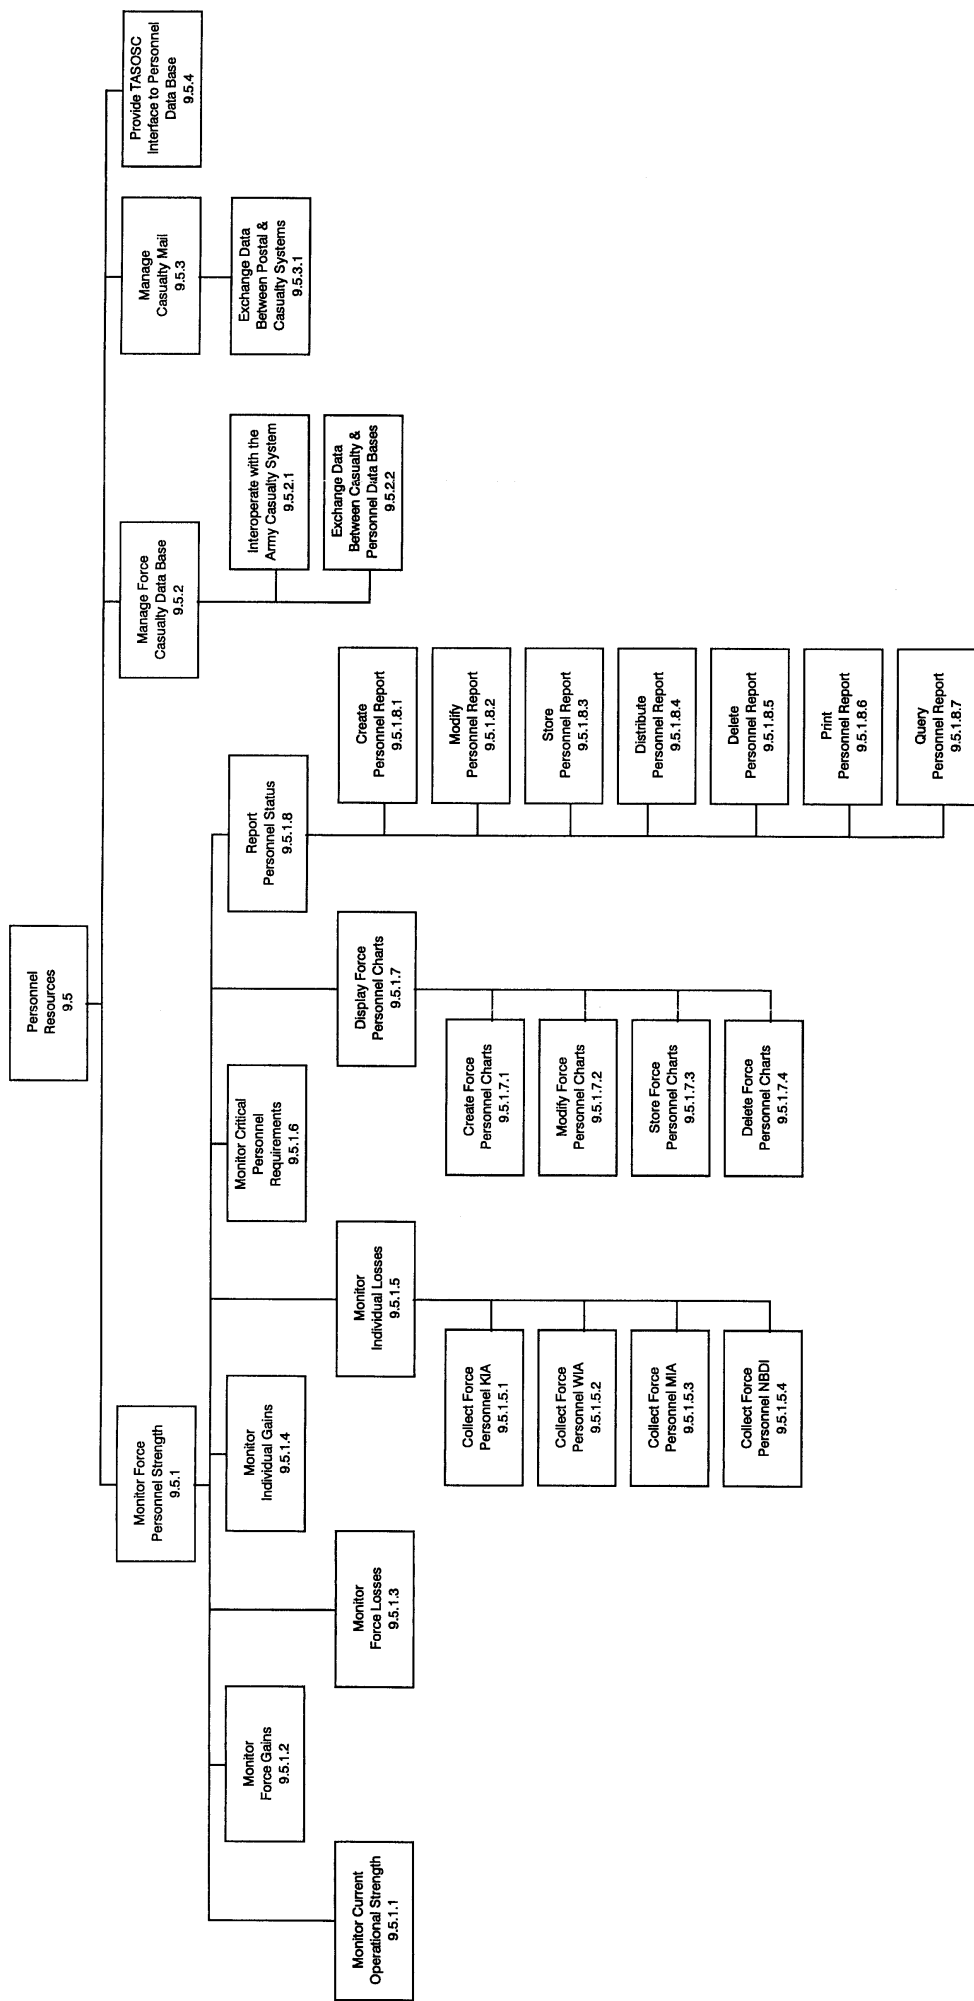 Personnel
Resources
9.5
Monitor Force
Personnel Strength
9.5.1
Manage Force
Casualty Data Base
9.5.2
Manage
Casualty Mail
9.5.3
Provide TASOSC
Interface to Personnel
Data Base
9.5.4
Monitor Current
Operational Strength
9.5.1.1
Monitor
Force Gains
9.5.1.2
Monitor
Force Losses
9.5.1.3
Monitor
Individual Gains
9.5.1.4
Monitor
Individual Losses
9.5.1.5
Collect Force
Personnel KIA
9.5.1.5.1
Collect Force
Personnel WIA
9.5.1.5.2
Collect Force
Personnel MIA
9.5.1.5.3
Collect Force
Personnel NBDI
9.5.1.5.4
Monitor Critical
Personnel
Requirements
9.5.1.6
Display Force
Personnel Charts
9.5.1.7
Create Force
Personnel Charts
9.5.1.7.1
Modify Force
Personnel Charts
9.5.1.7.2
Store Force
Personnel Charts
9.5.1.7.3
Delete Force
Personnel Charts
9.5.1.7.4
Report
Personnel Status
9.5.1.8
Create
Personnel Report
9.5.1.8.1
Modify
Personnel Report
9.5.1.8.2
Store
Personnel Report
9.5.1.8.3
Distribute
Personnel Report
9.5.1.8.4
Delete
Personnel Report
9.5.1.8.5
Print
Personnel Report
9.5.1.8.6
Query
Personnel Report
9.5.1.8.7
Interoperate with the
Army Casualty System
9.5.2.1
Exchange Data
Between Casualty &
Personnel Data Bases
9.5.2.2
Exchange Data
Between Postal &
Casualty Systems
9.5.3.1